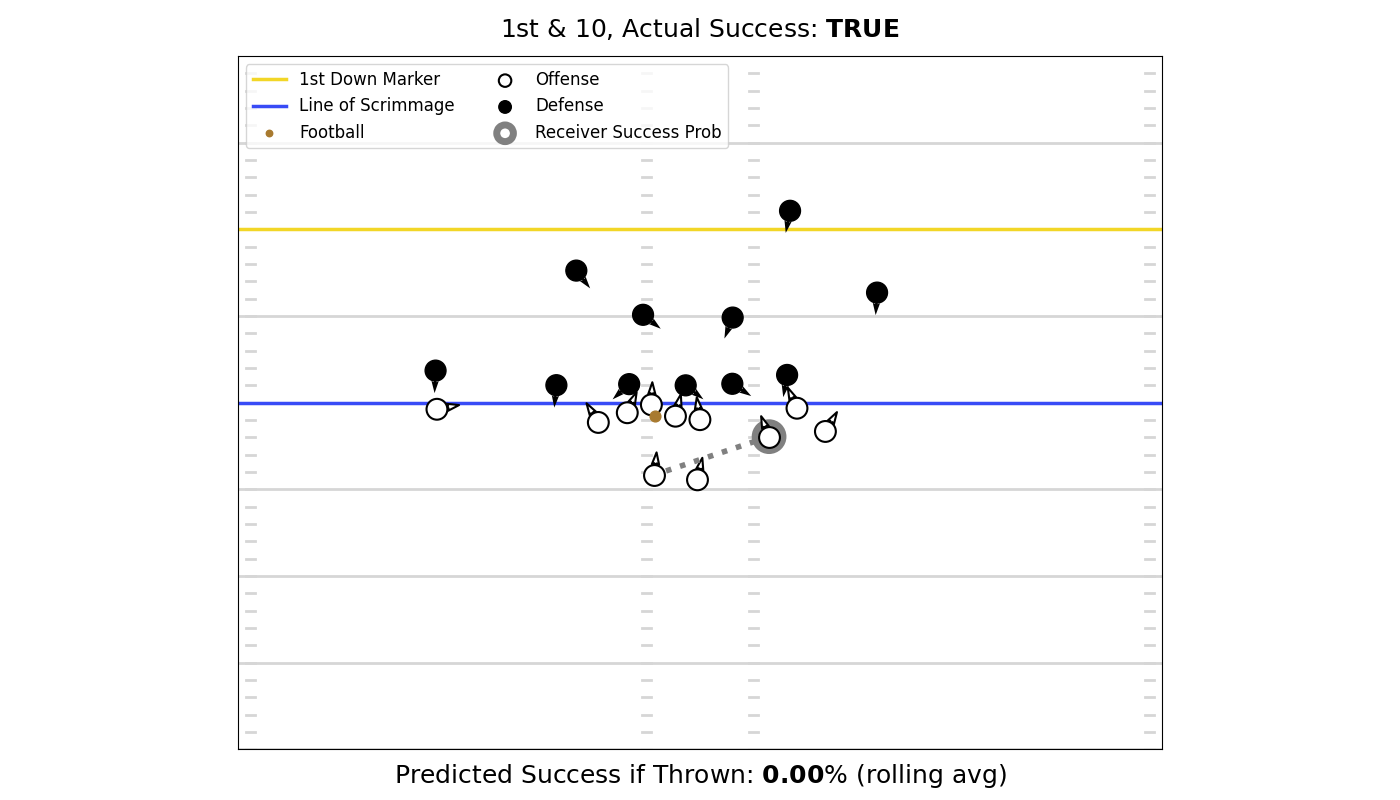 1st & 10, Actual Success: TRUE
1st Down Marker
Line of Scrimmage
Football
Offense
Defense
Receiver Success Prob
Predicted Success if Thrown: 0.00% (rolling avg)